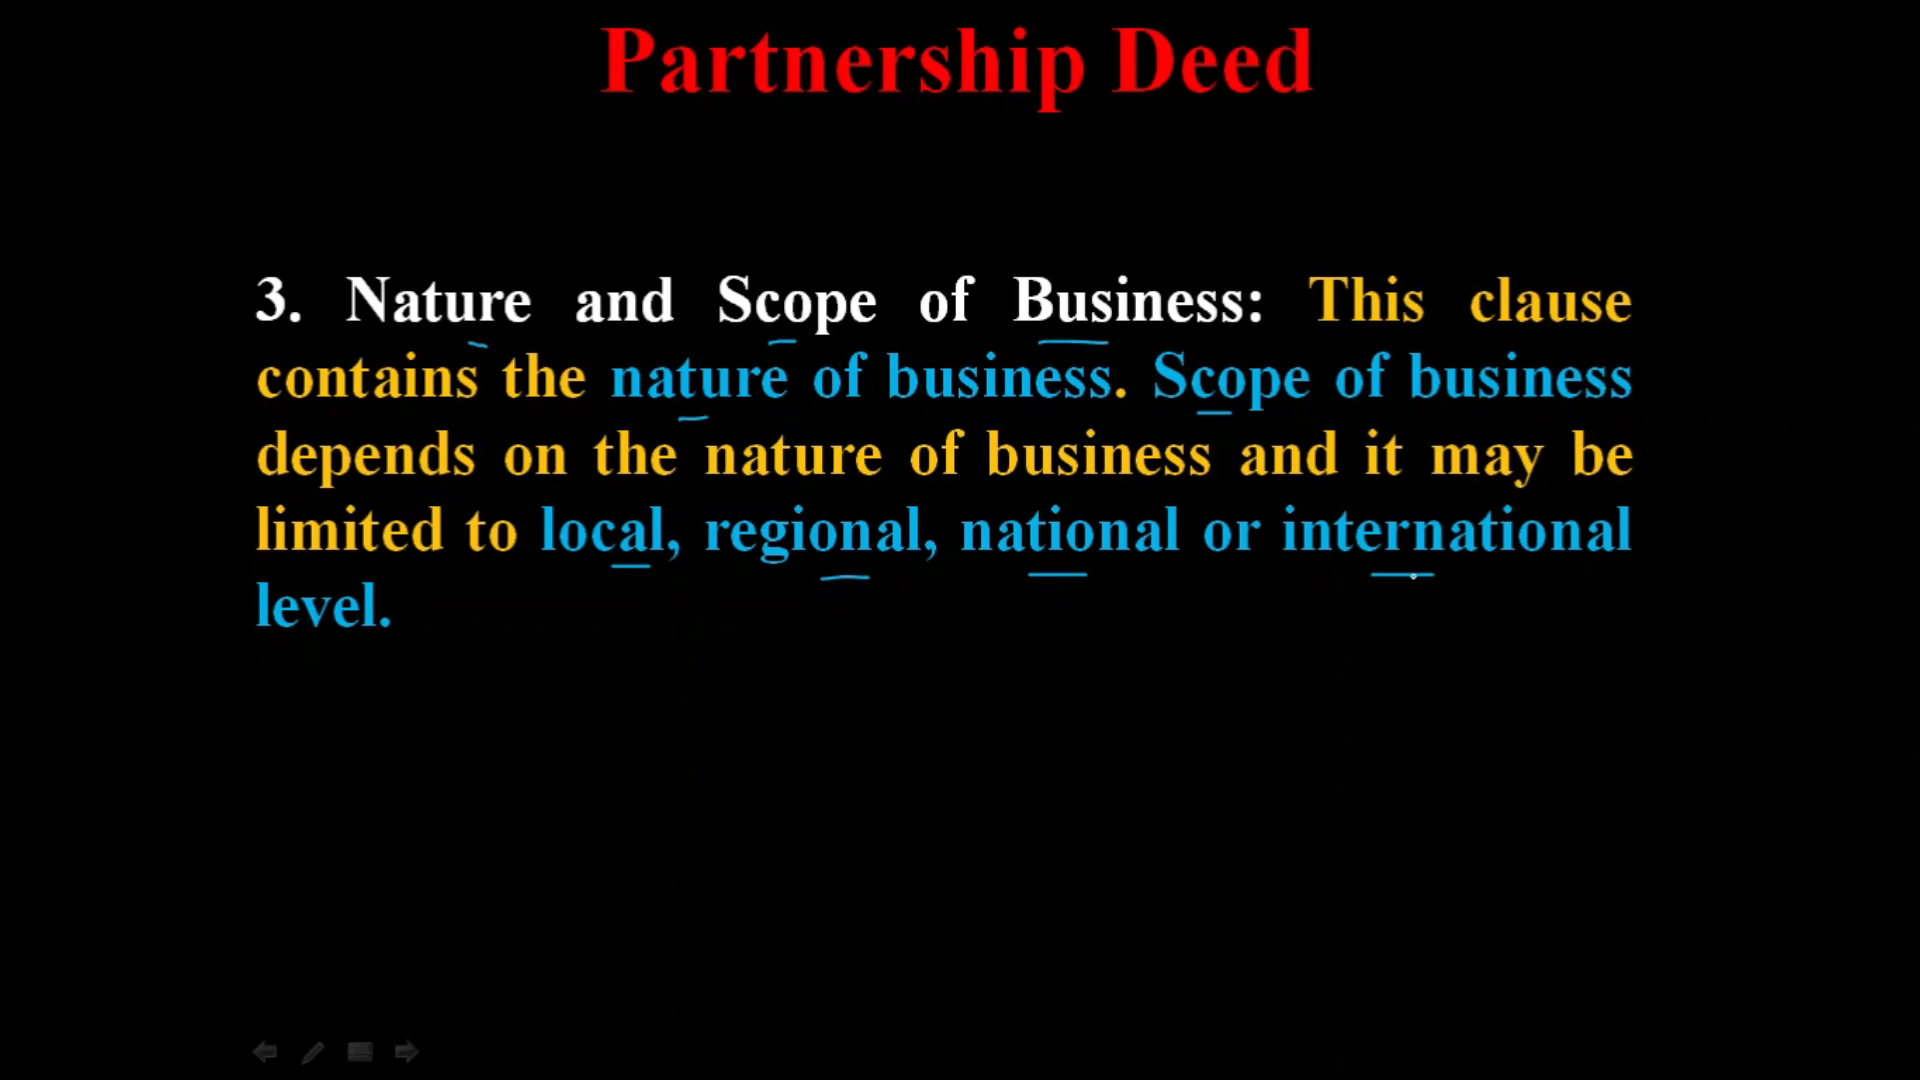 Partnership Deed
3. Nature and Scope of Business: This clause
contains the nature of business. Scope of business
depends on the nature of business and it may be
limited to local, regional, national or international
level.